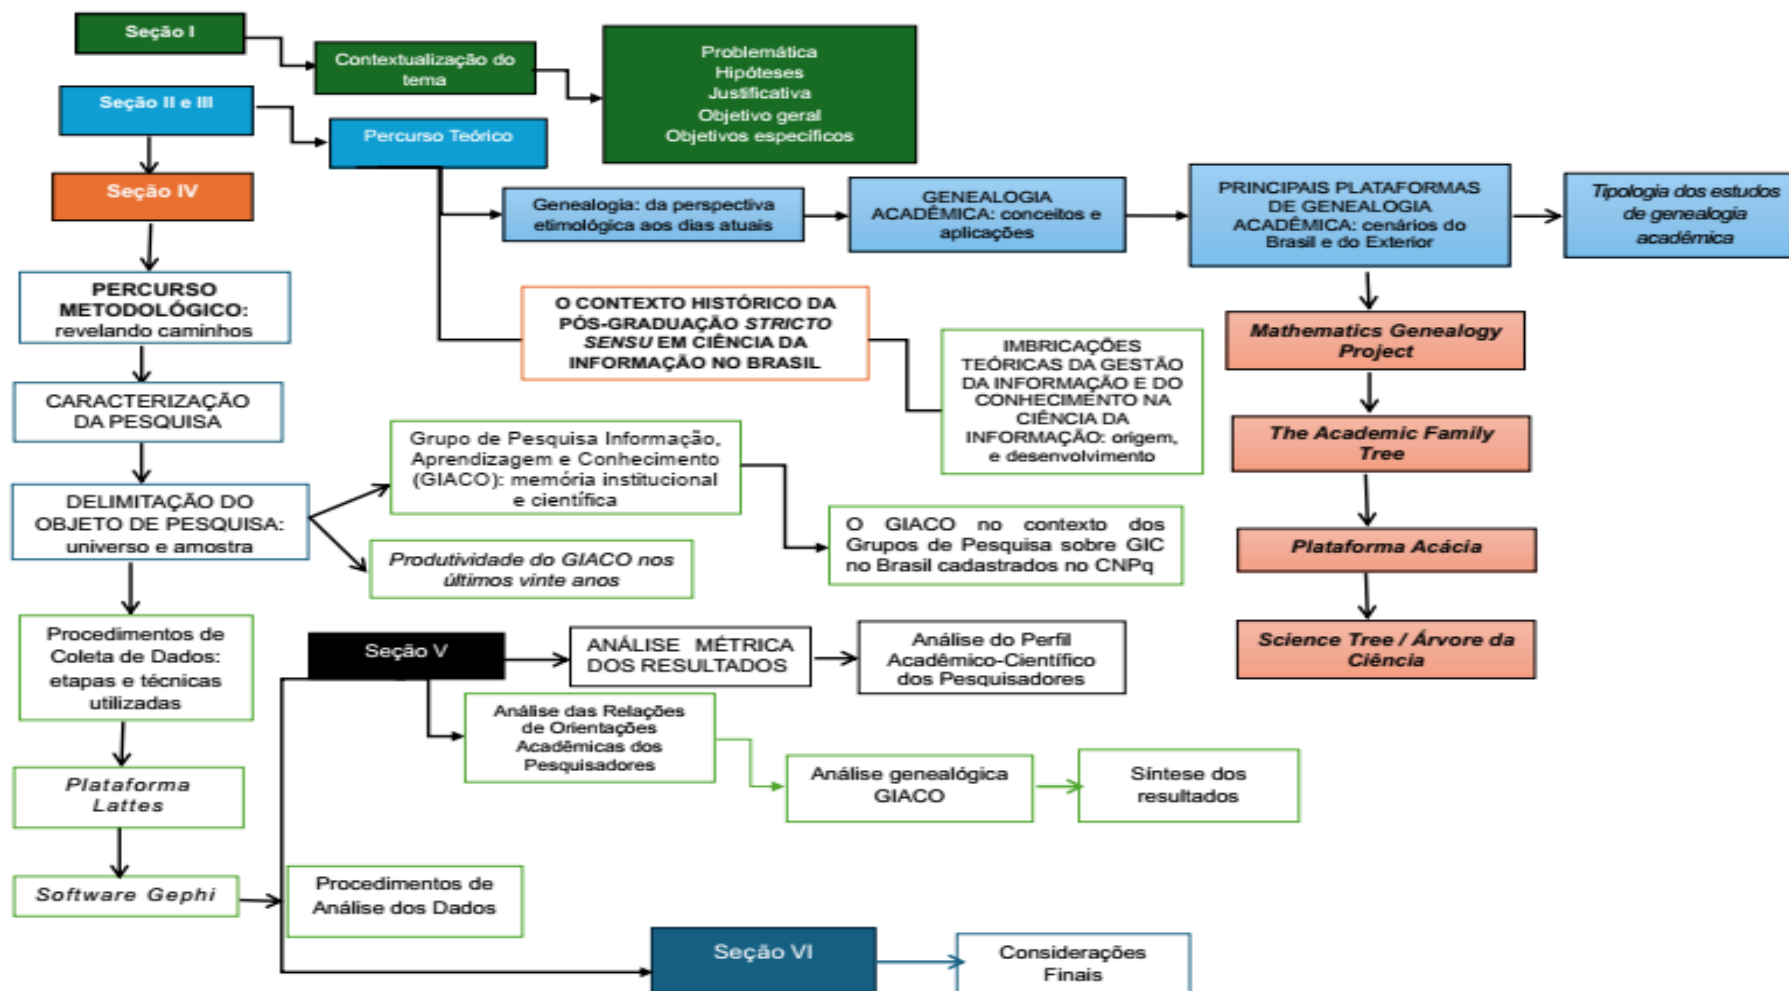 Seção I
Contextualização do
tema
Problemática
Hipóteses
Justificativa
Objetivo geral
Objetivos específicos
Seção II e III
Percurso Teórico
Genealogia: da perspectiva
etimológica aos dias atuais
GENEALOGIA
ACADÊMICA: conceitos e
aplicações
PRINCIPAIS PLATAFORMAS
DE GENEALOGIA
ACADÊMICA: cenários do
Brasil e do Exterior
Tipologia dos estudos
de genealogia
acadêmica
Mathematics Genealogy
Project
The Academic Family
Tree
Plataforma Acácia
Science Tree / Árvore da
Ciência
O CONTEXTO HISTÓRICO DA
PÓS-GRADUAÇÃO STRICTO
SENSU EM CIÊNCIA DA
INFORMAÇÃO NO BRASIL
IMBRICAÇÕES
TEÓRICAS DA GESTÃO
DA INFORMAÇÃO E DO
CONHECIMENTO NA
CIÊNCIA DA
INFORMAÇÃO: origem,
e desenvolvimento
Seção IV
PERCURSO
METODOLÓGICO:
revelando caminhos
CARACTERIZAÇÃO
DA PESQUISA
DELIMITAÇÃO DO
OBJETO DE PESQUISA:
universo e amostra
Grupo de Pesquisa Informação,
Aprendizagem e Conhecimento
(GIACO): memória institucional
e científica
O GIACO no contexto dos
Grupos de Pesquisa sobre GIC
no Brasil cadastrados no CNPq
Produtividade do GIACO nos
últimos vinte anos
Procedimentos de
Coleta de Dados:
etapas e técnicas
utilizadas
Plataforma
Lattes
Software Gephi
Procedimentos de
Análise dos Dados
Seção V
ANÁLISE MÉTRICA
DOS RESULTADOS
Análise do Perfil
Acadêmico-Científico
dos Pesquisadores
Análise das Relações
de Orientações
Acadêmicas dos
Pesquisadores
Análise genealógica
GIACO
Síntese dos
resultados
Seção VI
Considerações
Finais